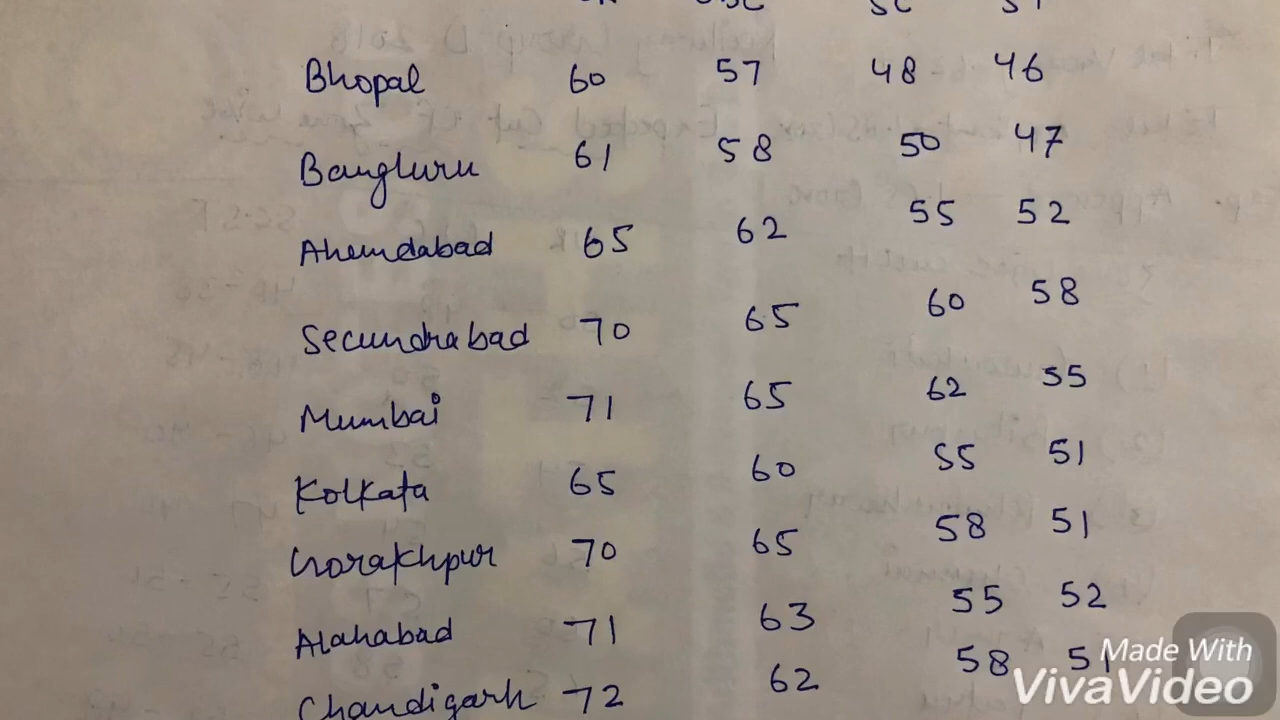 Bhopal 60 57 48 46
Bangluru 61 58 50 47
Ahemdabad 65 62 55 52
Secundrabad 70 65 60 58
Mumbai 71 65 62 55
Kolkata 65 60 55 51
Gorakhpur 70 65 58 51
Alahabad 71 63 55 52
Chandigarh 72 62 58 51
Made With
VivaVideo